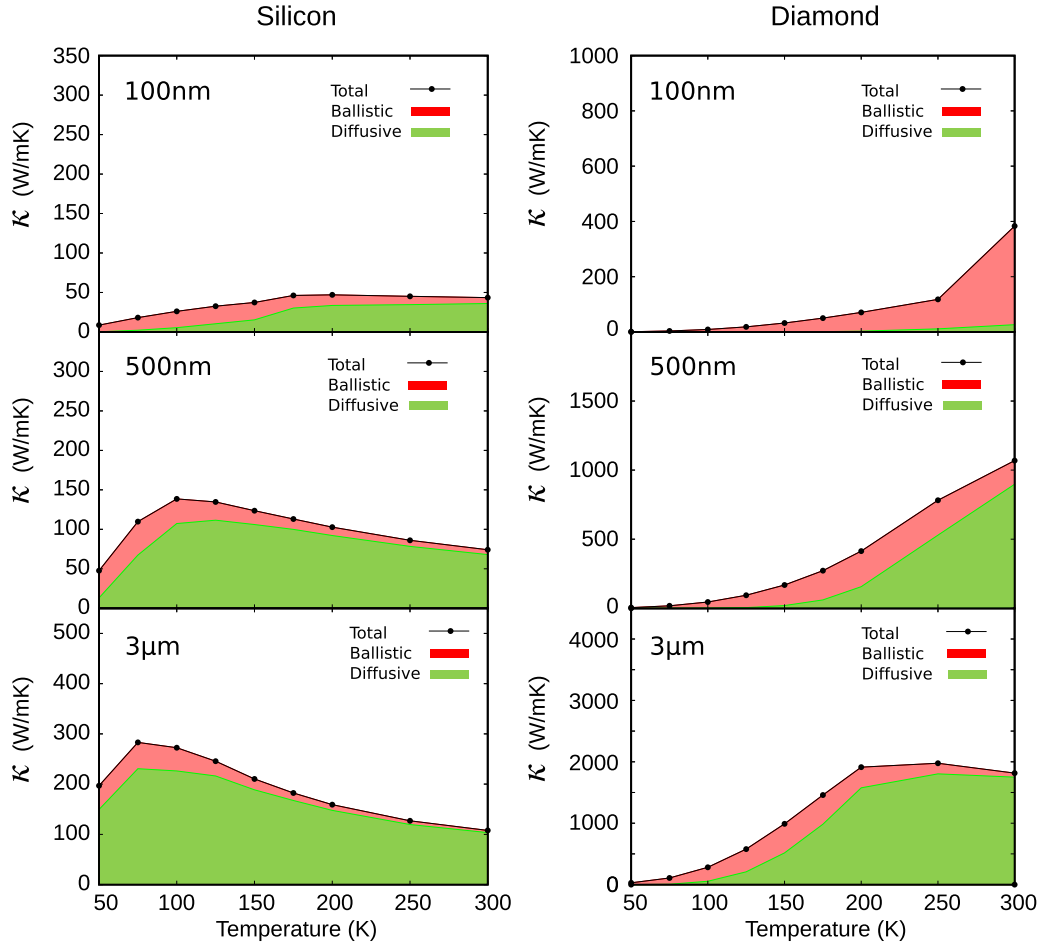 Silicon
Diamond
350
300
250
200
150
100
50
0
κ (W/mK)
100nm
Total
Ballistic
Diffusive
1000
800
600
400
200
0
κ (W/mK)
100nm
Total
Ballistic
Diffusive
300
250
200
150
100
50
0
κ (W/mK)
500nm
Total
Ballistic
Diffusive
1500
1000
500
0
κ (W/mK)
500nm
Total
Ballistic
Diffusive
500
400
300
200
100
0
κ (W/mK)
3μm
Total
Ballistic
Diffusive
50 100 150 200 250 300
Temperature (K)
4000
3000
2000
1000
0
κ (W/mK)
3μm
Total
Ballistic
Diffusive
50 100 150 200 250 300
Temperature (K)